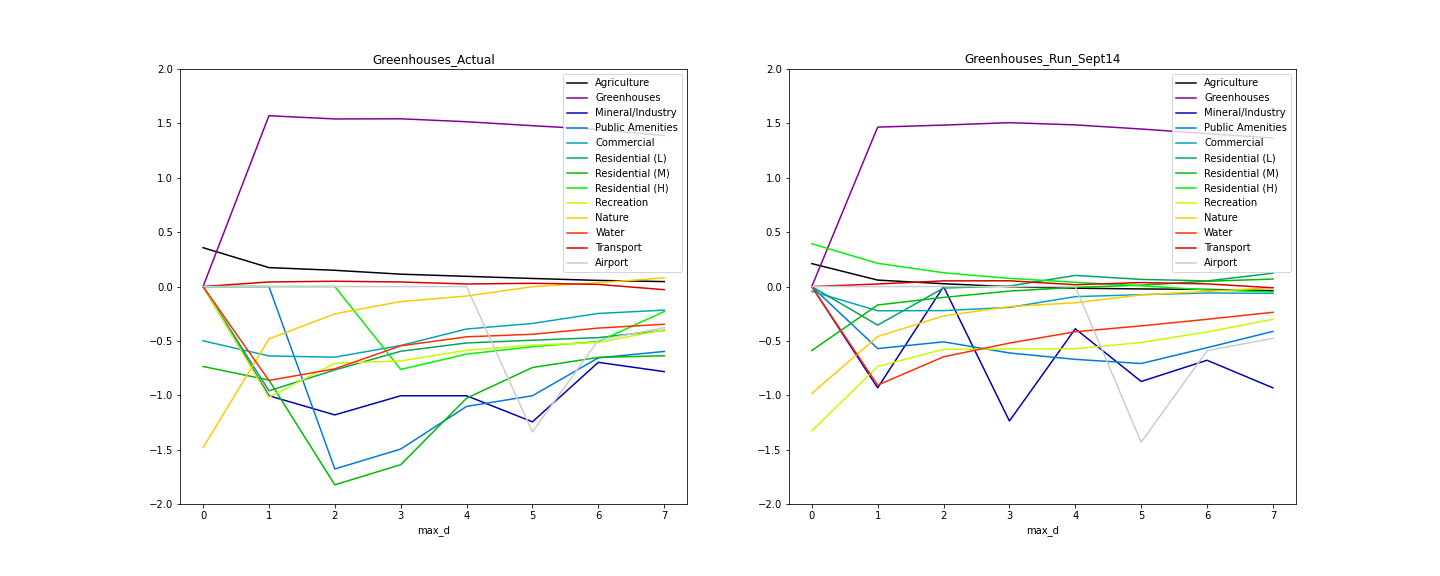 Greenhouses_Actual
2.0
1.5
1.0
0.5
0.0
−0.5
−1.0
−1.5
−2.0
0 1 2 3 4 5 6 7
max_d
Agriculture
Greenhouses
Mineral/Industry
Public Amenities
Commercial
Residential (L)
Residential (M)
Residential (H)
Recreation
Nature
Water
Transport
Airport
Greenhouses_Run_Sept14
2.0
1.5
1.0
0.5
0.0
−0.5
−1.0
−1.5
−2.0
0 1 2 3 4 5 6 7
max_d
Agriculture
Greenhouses
Mineral/Industry
Public Amenities
Commercial
Residential (L)
Residential (M)
Residential (H)
Recreation
Nature
Water
Transport
Airport